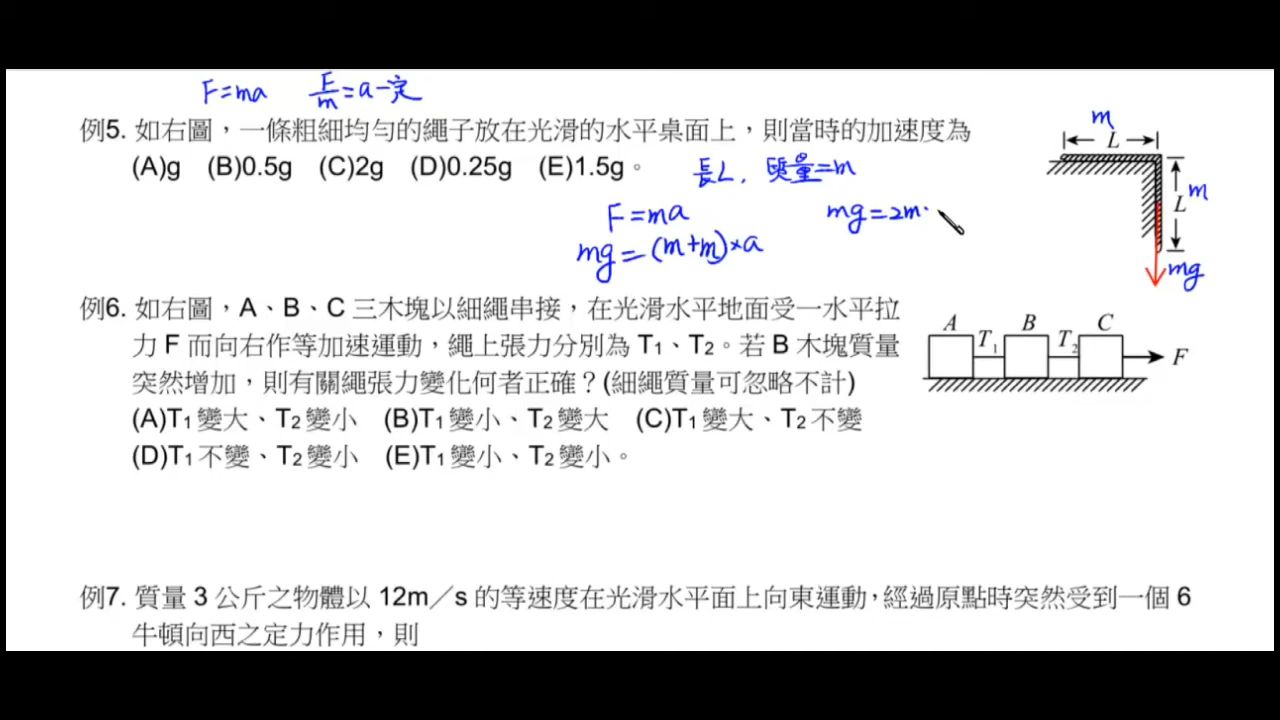 F=ma F/m=a一定
例5. 如右圖，一條粗細均勻的繩子放在光滑的水平桌面上，則當時的加速度為
(A)g (B)0.5g (C)2g (D)0.25g (E)1.5g。
長L, 質量=m
F=ma
mg=2m·
mg=(m+m)×a
m
L
L
m
mg
例6. 如右圖，A、B、C 三木塊以細繩串接，在光滑水平地面受一水平拉
力 F 而向右作等加速運動，繩上張力分別為 T₁、T₂。若 B 木塊質量
突然增加，則有關繩張力變化何者正確？(細繩質量可忽略不計)
(A)T₁ 變大、T₂ 變小 (B)T₁ 變小、T₂ 變大 (C)T₁ 變大、T₂ 不變
(D)T₁ 不變、T₂ 變小 (E)T₁ 變小、T₂ 變小。
A T₁ B T₂ C F
例7. 質量 3 公斤之物體以 12m／s 的等速度在光滑水平面上向東運動，經過原點時突然受到一個 6
牛頓向西之定力作用，則